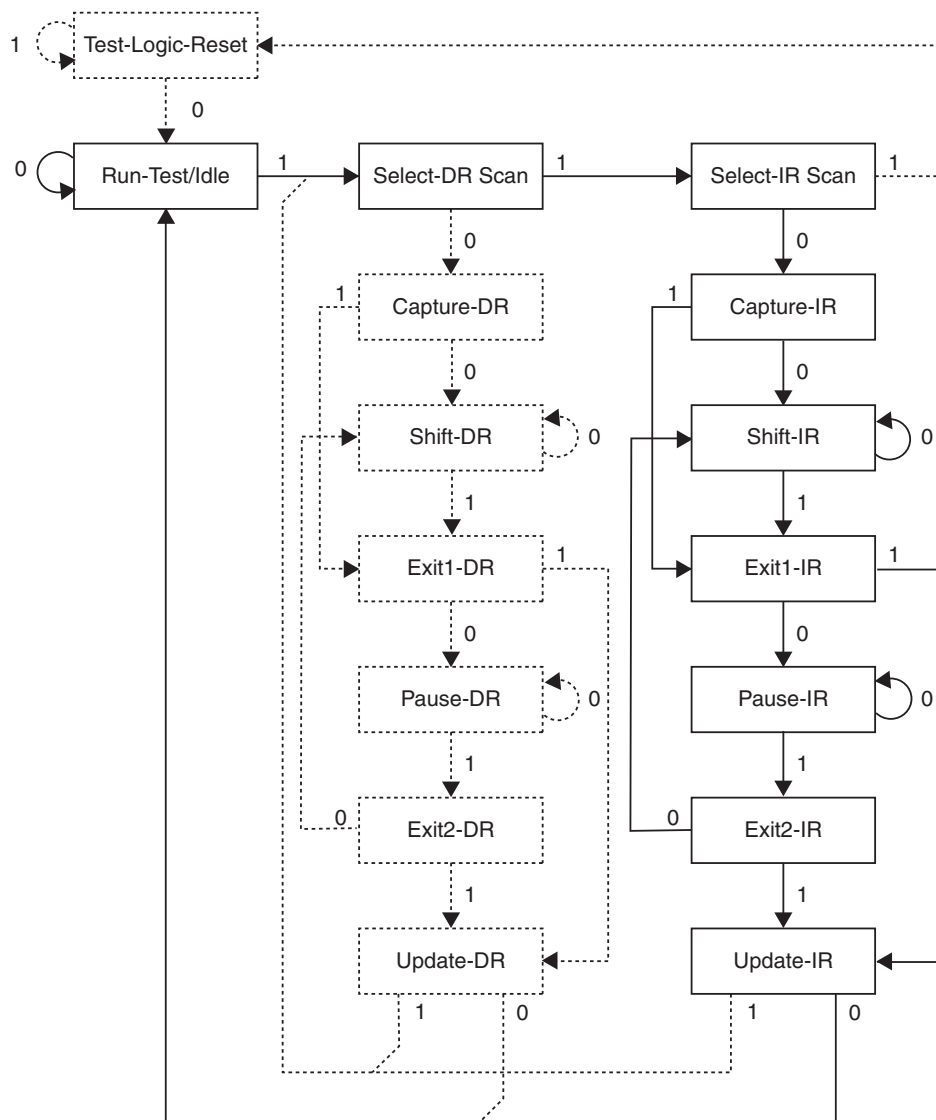 Test-Logic-Reset
1
0
Run-Test/Idle
0
1
Select-DR Scan
1
Select-IR Scan
1
0
0
1
Capture-DR
1
Capture-IR
0
0
Shift-DR
0
Shift-IR
0
1
1
Exit1-DR
1
Exit1-IR
1
0
0
Pause-DR
0
Pause-IR
0
1
1
0
Exit2-DR
0
Exit2-IR
1
1
Update-DR
Update-IR
1
0
1
0